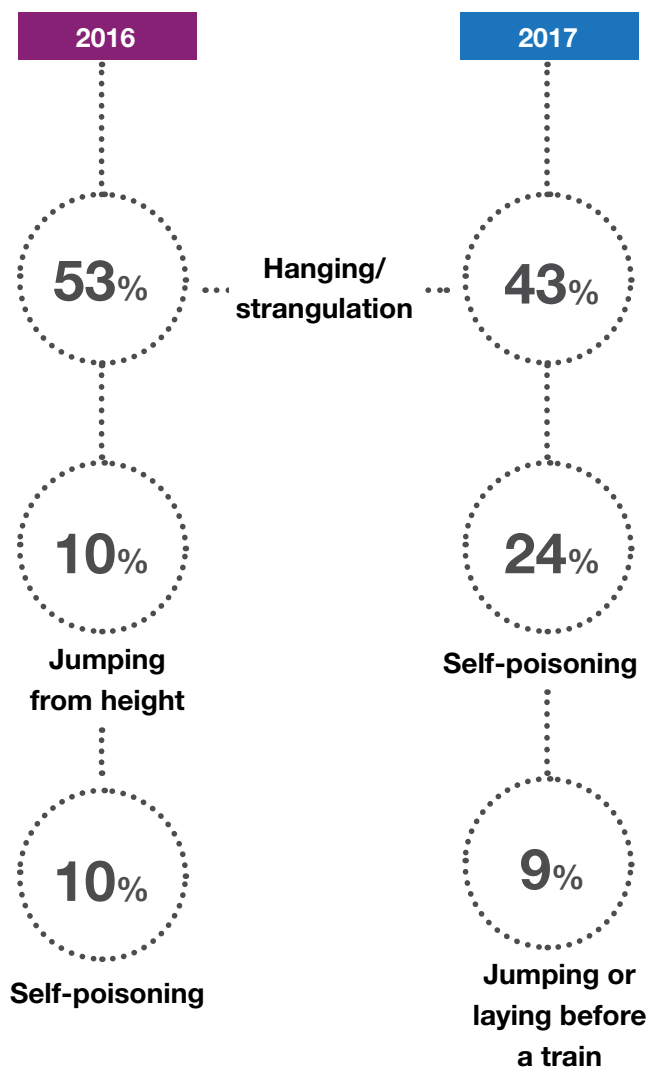 2016
2017
53%
Hanging/
strangulation
43%
10%
Jumping
from height
24%
Self-poisoning
10%
Self-poisoning
9%
Jumping or
laying before
a train